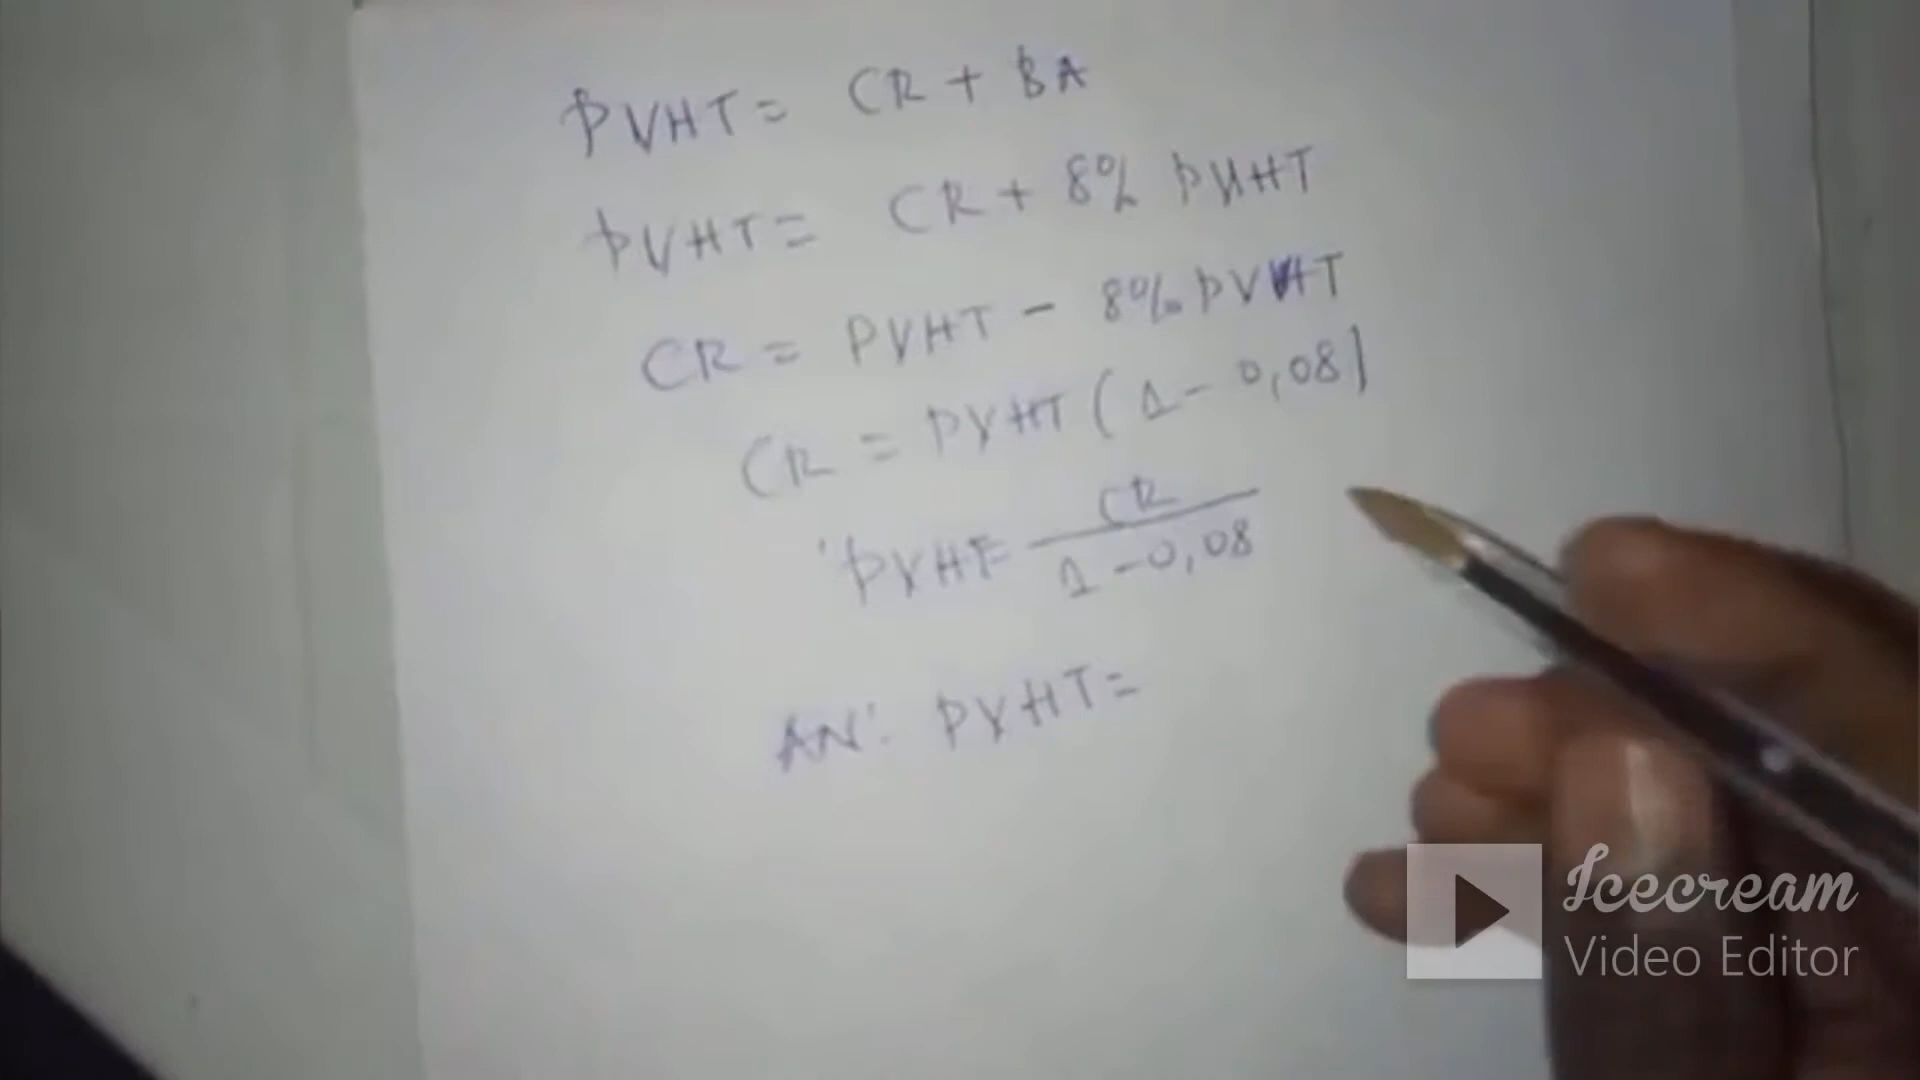 PVHT = CR + BA
PVHT = CR + 8% PVHT
CR = PVHT - 8% PVHT
CR = PVHT (1 - 0,08)
PVHT = CR / 1 - 0,08
AN: PVHT =
Icecream
Video Editor